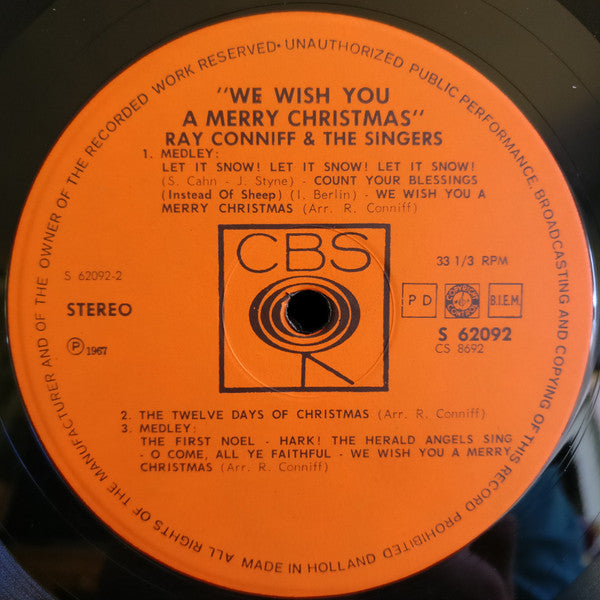 ALL RIGHTS OF THE MANUFACTURER AND OF THE OWNER OF THE RECORDED WORK RESERVED • UNAUTHORIZED PUBLIC PERFORMANCE, BROADCASTING AND COPYING OF THIS RECORD PROHIBITED
"WE WISH YOU
A MERRY CHRISTMAS"
RAY CONNIFF & THE SINGERS
1. MEDLEY:
LET IT SNOW! LET IT SNOW! LET IT SNOW!
(S. Cahn - J. Styne) - COUNT YOUR BLESSINGS
(Instead Of Sheep) (I. Berlin) - WE WISH YOU A
MERRY CHRISTMAS (Arr. R. Conniff)
CBS
S 62092-2
33 1/3 RPM
STEREO
P D
COPYRIGHT CONTROL
B.I.E.M.
S 62092
CS 8692
Ⓟ 1967
2. THE TWELVE DAYS OF CHRISTMAS (Arr. R. Conniff)
3. MEDLEY:
THE FIRST NOEL - HARK! THE HERALD ANGELS SING
- O COME, ALL YE FAITHFUL - WE WISH YOU A MERRY
CHRISTMAS (Arr. R. Conniff)
MADE IN HOLLAND